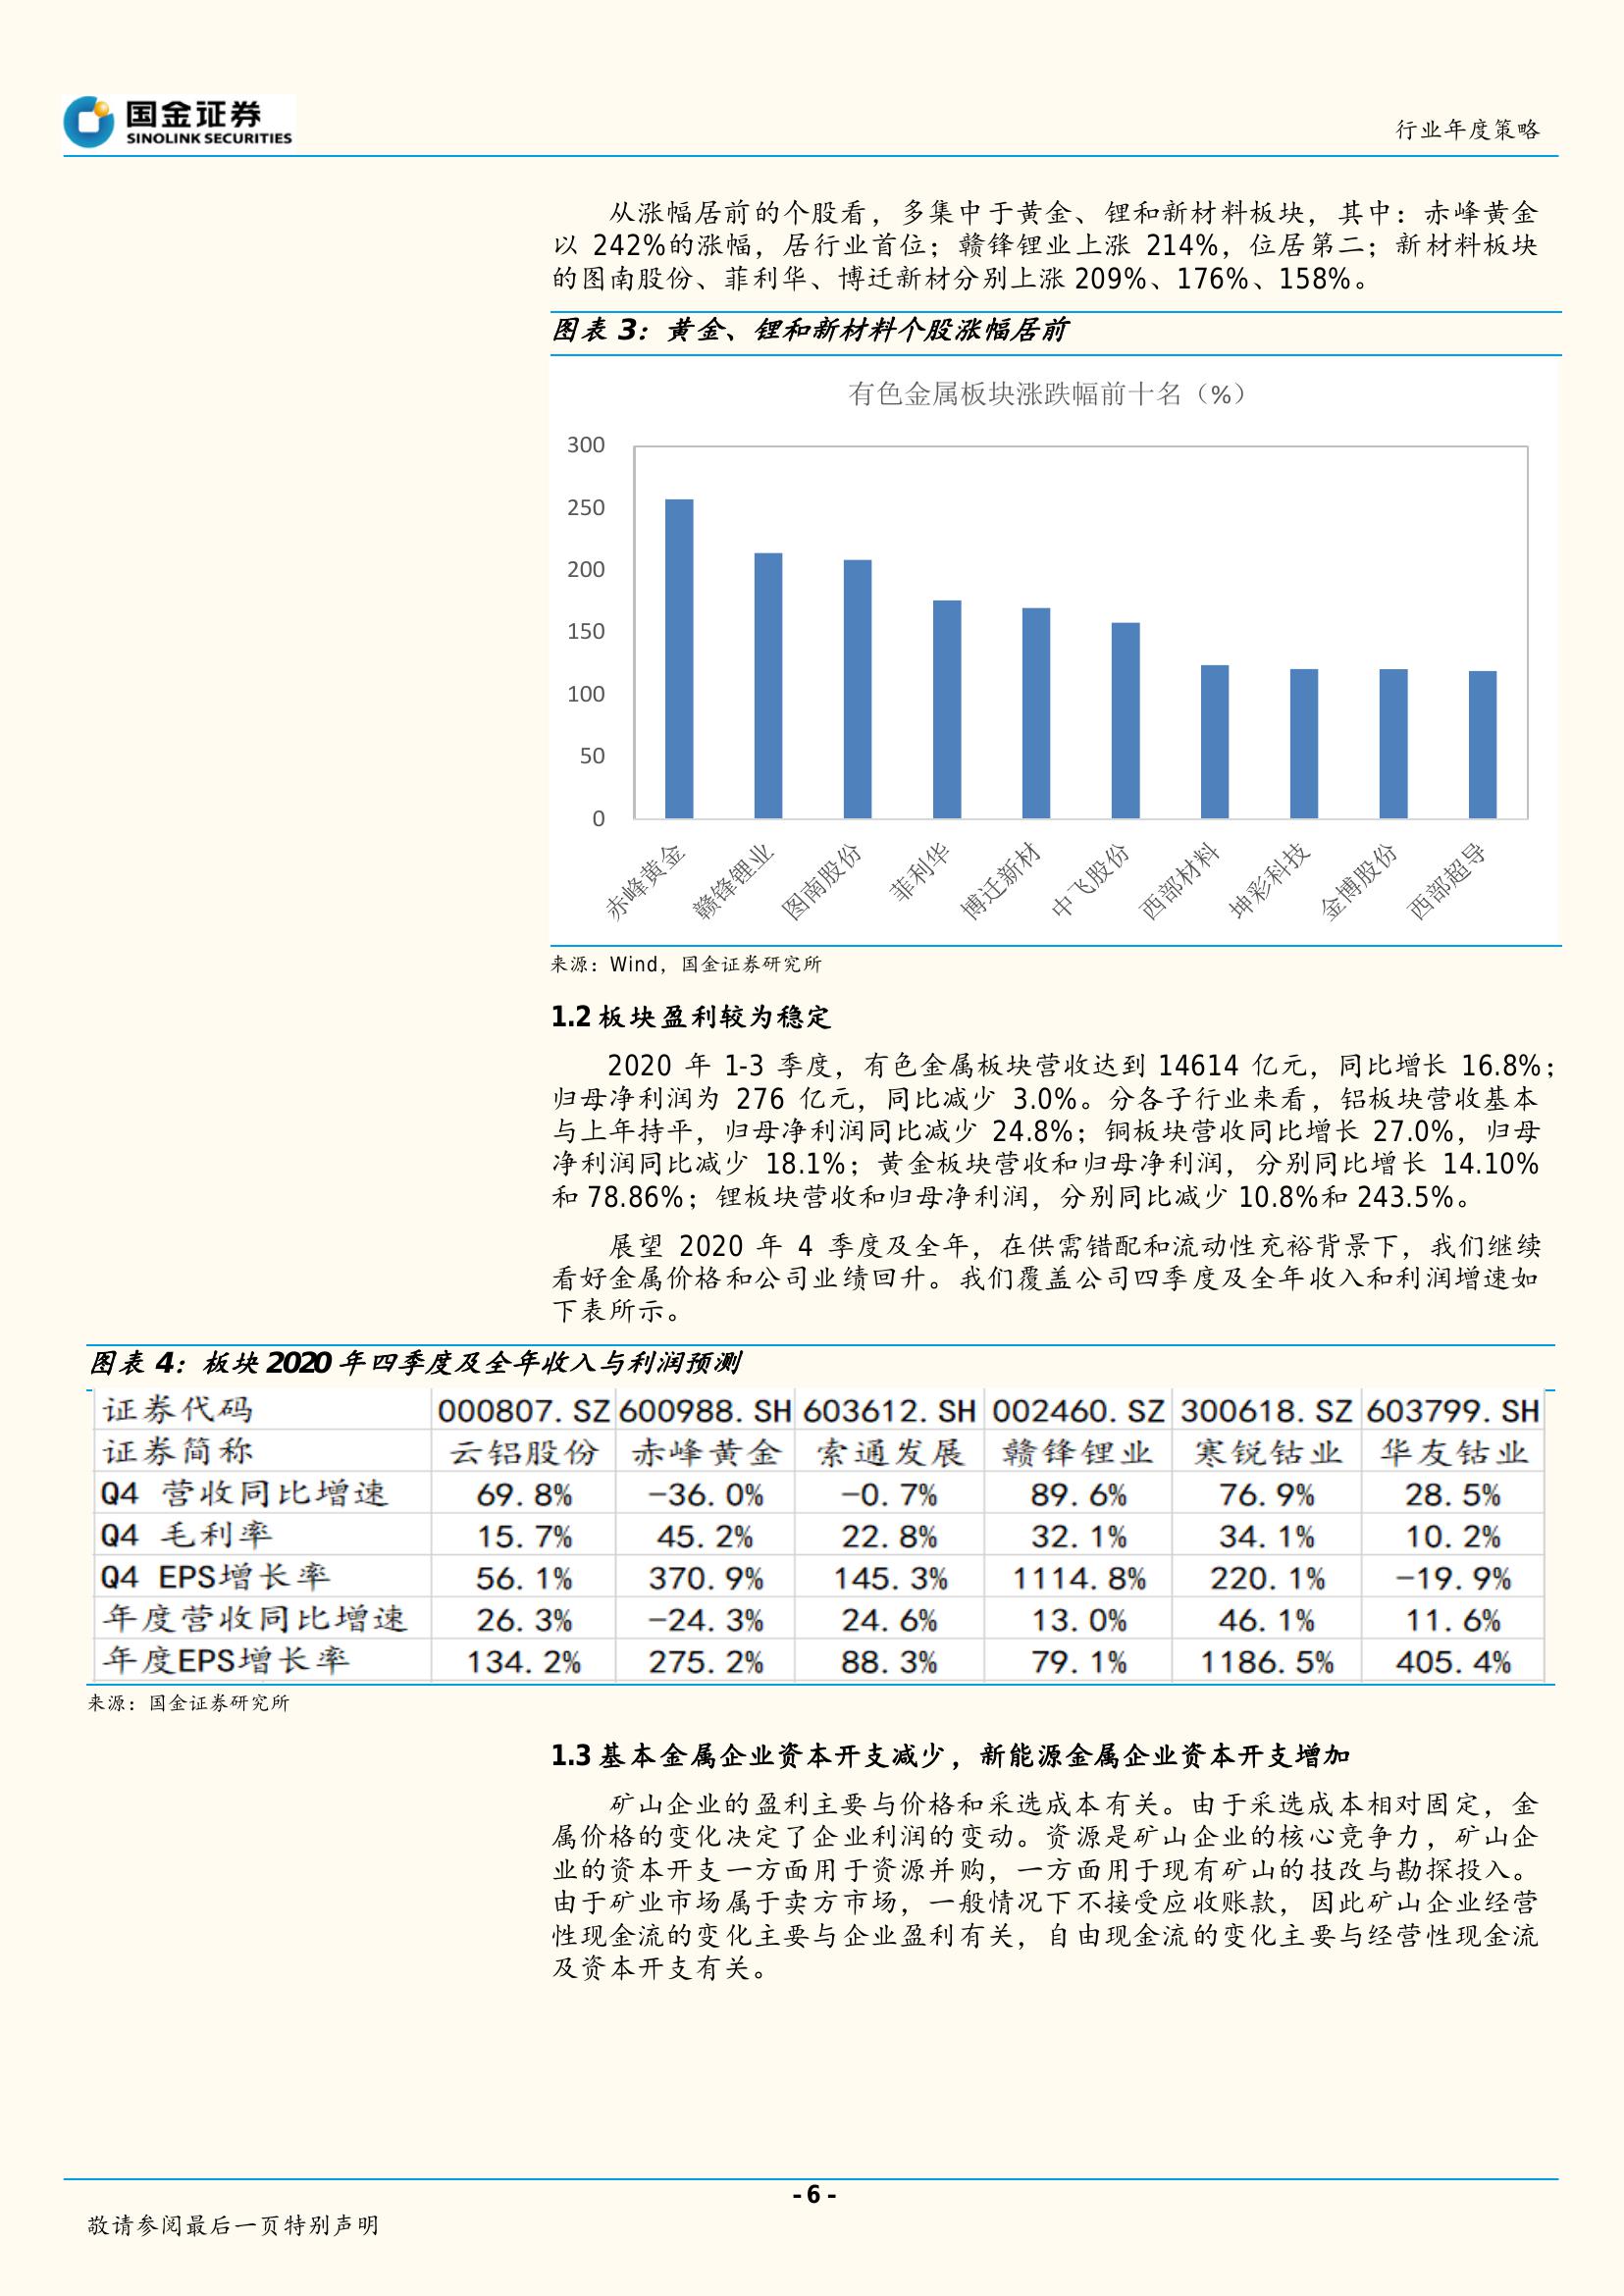 国金证券
SINOLINK SECURITIES
行业年度策略
从涨幅居前的个股看，多集中于黄金、锂和新材料板块，其中：赤峰黄金
以 242%的涨幅，居行业首位；赣锋锂业上涨 214%，位居第二；新材料板块
的图南股份、菲利华、博迁新材分别上涨 209%、176%、158%。
图表 3：黄金、锂和新材料个股涨幅居前
有色金属板块涨跌幅前十名（%）
300
250
200
150
100
50
0
赤峰黄金
赣锋锂业
图南股份
菲利华
博迁新材
中飞股份
西部材料
坤彩科技
金博股份
西部超导
来源：Wind，国金证券研究所
1.2 板块盈利较为稳定
2020 年 1-3 季度，有色金属板块营收达到 14614 亿元，同比增长 16.8%；
归母净利润为 276 亿元，同比减少 3.0%。分各子行业来看，铝板块营收基本
与上年持平，归母净利润同比减少 24.8%；铜板块营收同比增长 27.0%，归母
净利润同比减少 18.1%；黄金板块营收和归母净利润，分别同比增长 14.10%
和 78.86%；锂板块营收和归母净利润，分别同比减少 10.8%和 243.5%。
展望 2020 年 4 季度及全年，在供需错配和流动性充裕背景下，我们继续
看好金属价格和公司业绩回升。我们覆盖公司四季度及全年收入和利润增速如
下表所示。
图表 4：板块 2020 年四季度及全年收入与利润预测
证券代码 000807.SZ 600988.SH 603612.SH 002460.SZ 300618.SZ 603799.SH
证券简称 云铝股份 赤峰黄金 索通发展 赣锋锂业 寒锐钴业 华友钴业
Q4 营收同比增速 69.8% -36.0% -0.7% 89.6% 76.9% 28.5%
Q4 毛利率 15.7% 45.2% 22.8% 32.1% 34.1% 10.2%
Q4 EPS增长率 56.1% 370.9% 145.3% 1114.8% 220.1% -19.9%
年度营收同比增速 26.3% -24.3% 24.6% 13.0% 46.1% 11.6%
年度EPS增长率 134.2% 275.2% 88.3% 79.1% 1186.5% 405.4%
来源：国金证券研究所
1.3 基本金属企业资本开支减少，新能源金属企业资本开支增加
矿山企业的盈利主要与价格和采选成本有关。由于采选成本相对固定，金
属价格的变化决定了企业利润的变动。资源是矿山企业的核心竞争力，矿山企
业的资本开支一方面用于资源并购，一方面用于现有矿山的技改与勘探投入。
由于矿业市场属于卖方市场，一般情况下不接受应收账款，因此矿山企业经营
性现金流的变化主要与企业盈利有关，自由现金流的变化主要与经营性现金流
及资本开支有关。
- 6 -
敬请参阅最后一页特别声明